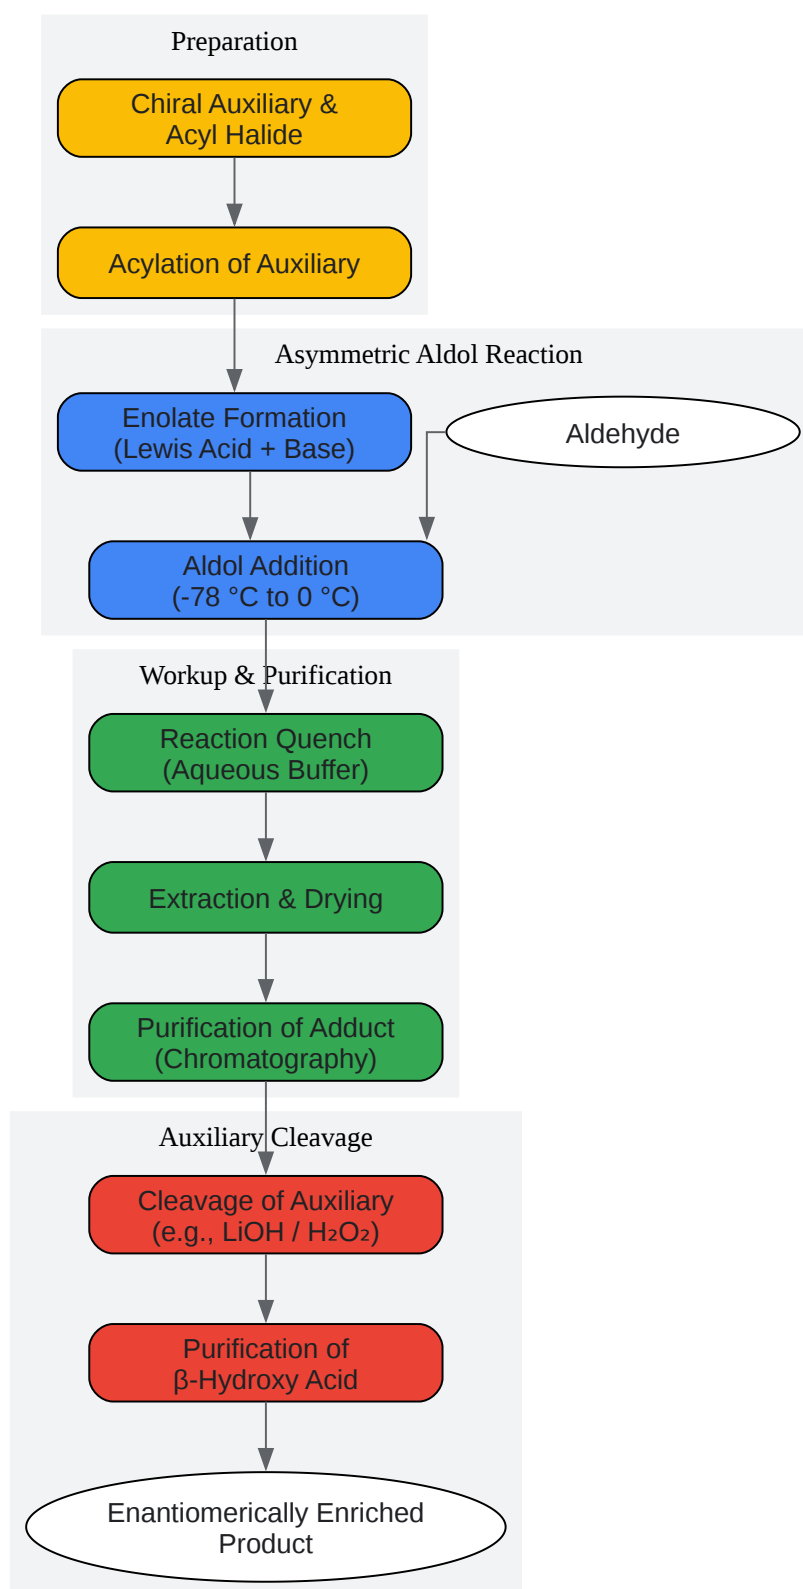 Preparation
Chiral Auxiliary &
Acyl Halide
Acylation of Auxiliary
Asymmetric Aldol Reaction
Enolate Formation
(Lewis Acid + Base)
Aldehyde
Aldol Addition
(-78 °C to 0 °C)
Workup & Purification
Reaction Quench
(Aqueous Buffer)
Extraction & Drying
Purification of Adduct
(Chromatography)
Auxiliary Cleavage
Cleavage of Auxiliary
(e.g., LiOH / H₂O₂)
Purification of
β-Hydroxy Acid
Enantiomerically Enriched
Product